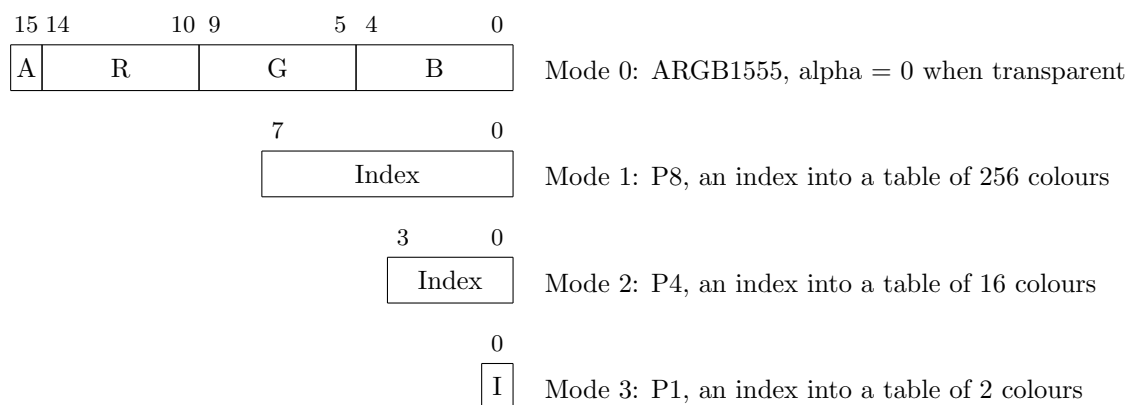 15 14 10 9 5 4 0
A R G B Mode 0: ARGB1555, alpha = 0 when transparent
7 0
Index Mode 1: P8, an index into a table of 256 colours
3 0
Index Mode 2: P4, an index into a table of 16 colours
0
I Mode 3: P1, an index into a table of 2 colours